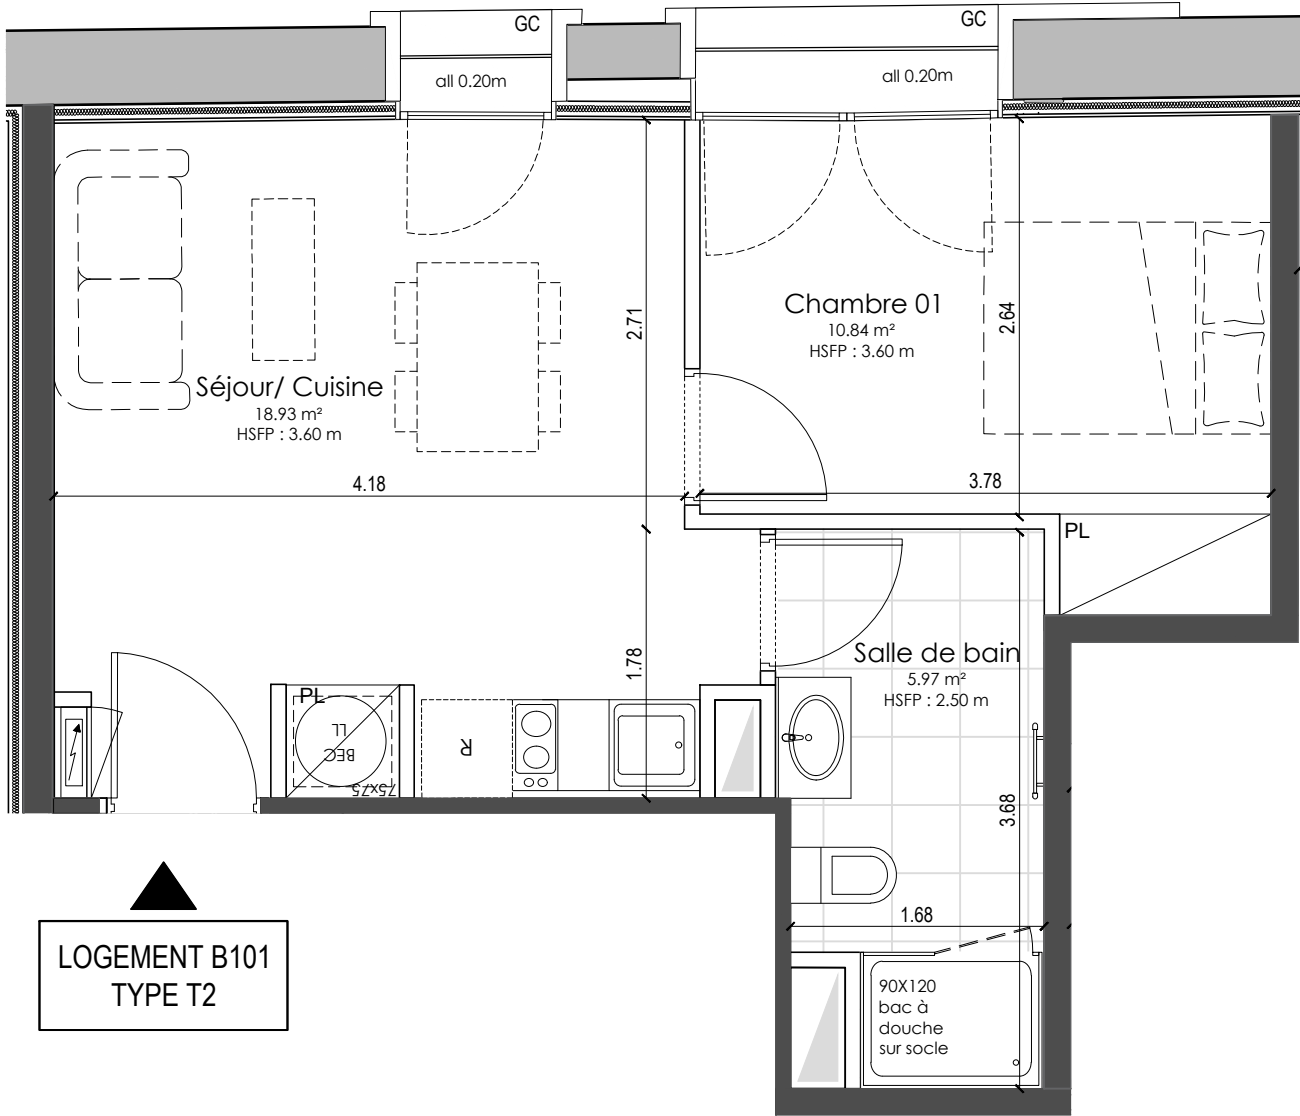 GC
GC
all 0.20m
all 0.20m
2.71
2.64
Chambre 01
10.84 m²
HSFP : 3.60 m
Séjour/ Cuisine
18.93 m²
HSFP : 3.60 m
4.18
3.78
PL
1.78
Salle de bain
5.97 m²
HSFP : 2.50 m
PL
LL
BEC
75x75
R
3.68
1.68
LOGEMENT B101
TYPE T2
90X120
bac à
douche
sur socle